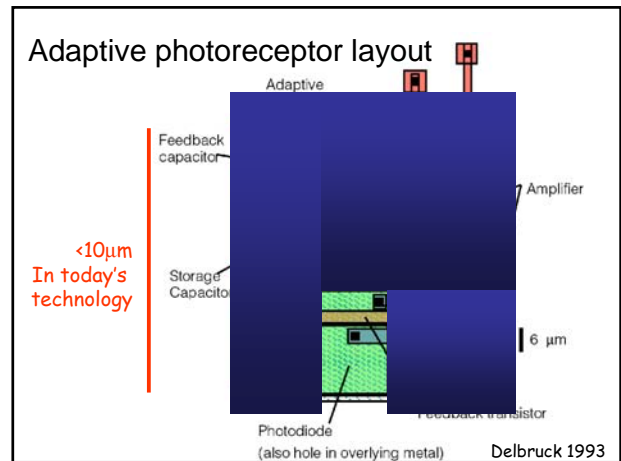 Adaptive photoreceptor layout
Adaptive
Feedback
capacitor
Amplifier
<10μm
In today's
technology
Storage
Capacitor
6 μm
Feedback transistor
Photodiode
(also hole in overlying metal)
Delbruck 1993